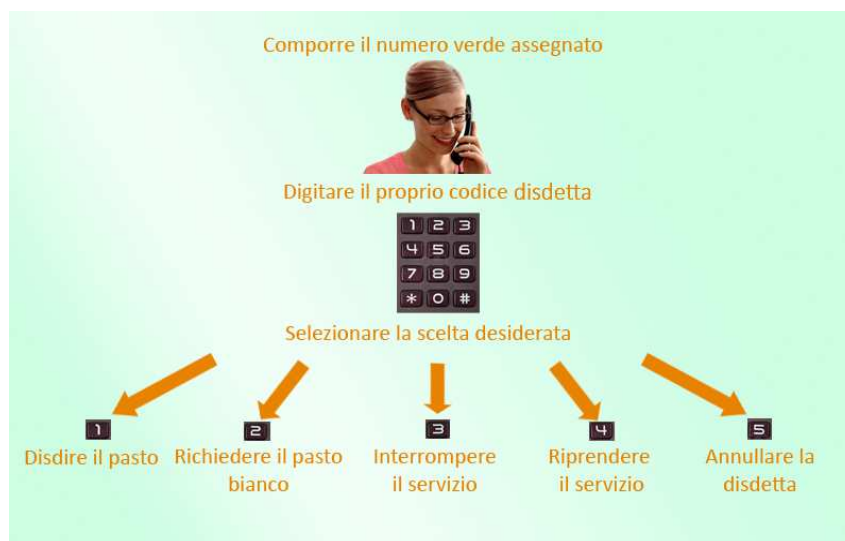 Comporre il numero verde assegnato
Digitare il proprio codice disdetta
1 2 3
4 5 6
7 8 9
* 0 #
Selezionare la scelta desiderata
1
Disdire il pasto
2
Richiedere il pasto
bianco
3
Interrompere
il servizio
4
Riprendere
il servizio
5
Annullare la
disdetta